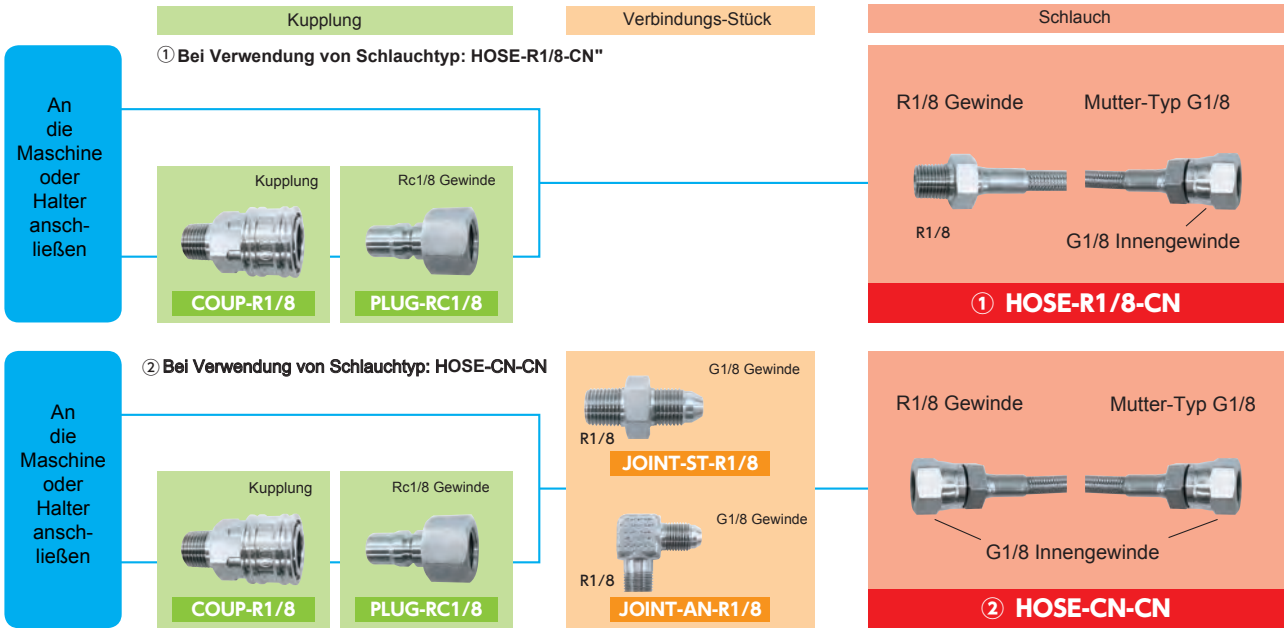 Kupplung
Verbindungs-Stück
Schlauch
① Bei Verwendung von Schlauchtyp: HOSE-R1/8-CN"
An
die
Maschine
oder
Halter
ansch-
ließen
Kupplung
COUP-R1/8
Rc1/8 Gewinde
PLUG-RC1/8
R1/8 Gewinde
Mutter-Typ G1/8
R1/8
G1/8 Innengewinde
① HOSE-R1/8-CN
② Bei Verwendung von Schlauchtyp: HOSE-CN-CN
An
die
Maschine
oder
Halter
ansch-
ließen
Kupplung
COUP-R1/8
Rc1/8 Gewinde
PLUG-RC1/8
G1/8 Gewinde
R1/8
JOINT-ST-R1/8
G1/8 Gewinde
R1/8
JOINT-AN-R1/8
R1/8 Gewinde
Mutter-Typ G1/8
G1/8 Innengewinde
② HOSE-CN-CN